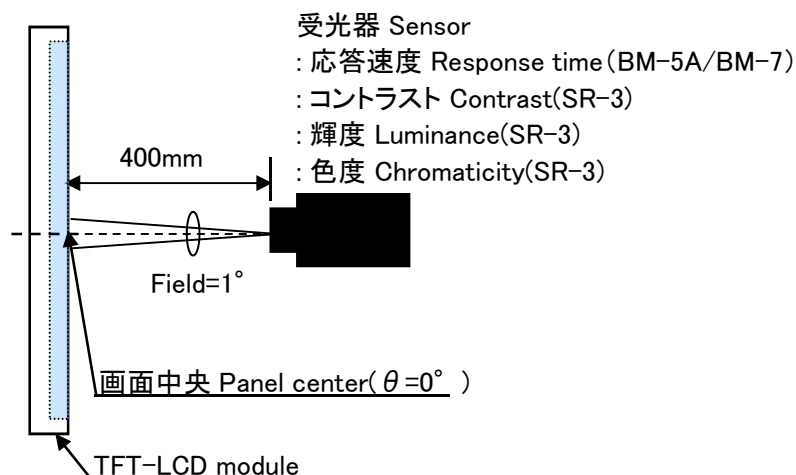 受光器 Sensor
: 応答速度 Response time(BM-5A/BM-7)
: コントラスト Contrast(SR-3)
: 輝度 Luminance(SR-3)
: 色度 Chromaticity(SR-3)
400mm
Field=1°
画面中央 Panel center(θ=0° )
TFT-LCD module